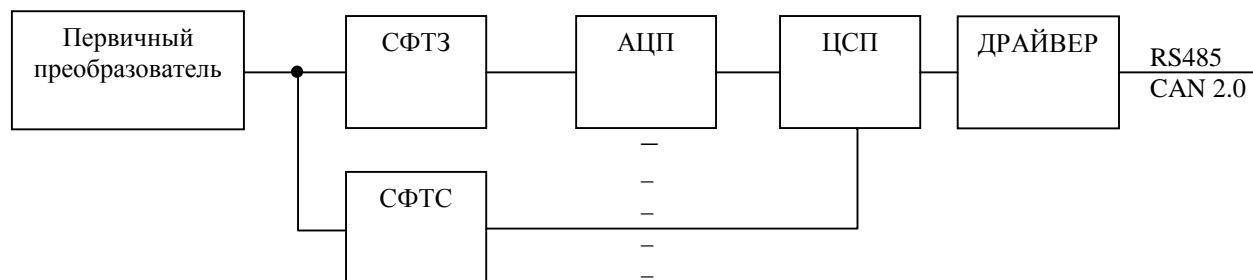 Первичный
преобразователь
СФТЗ
АЦП
ЦСП
ДРАЙВЕР
RS485
CAN 2.0
СФТС